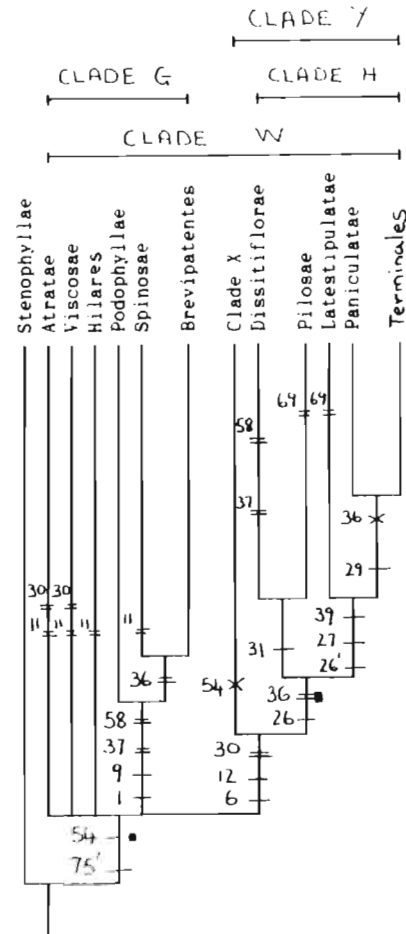 CLADE Y
CLADE G
CLADE H
CLADE W
Stenophyllae
Atratae
Viscosae
Hilares
Podophyllae
Spinosae
Brevipatentes
Clade X
Dissitiflorae
Pilosae
Latestipulatae
Paniculatae
Terminales
69 69
58
37
36
29
30 30
11 11 11 11
39
31
27
26'
36
54
36
58
26
37
30
9
12
1
6
54
75'